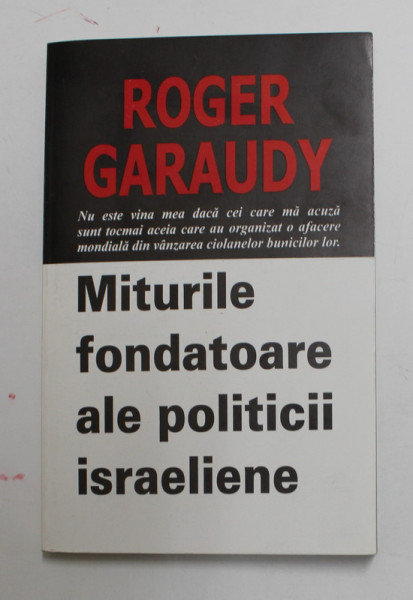 ROGER
GARAUDY
Nu este vina mea dacă cei care mă acuză
sunt tocmai aceia care au organizat o afacere
mondială din vânzarea ciolanelor bunicilor lor.
Miturile
fondatoare
ale politicii
israeliene